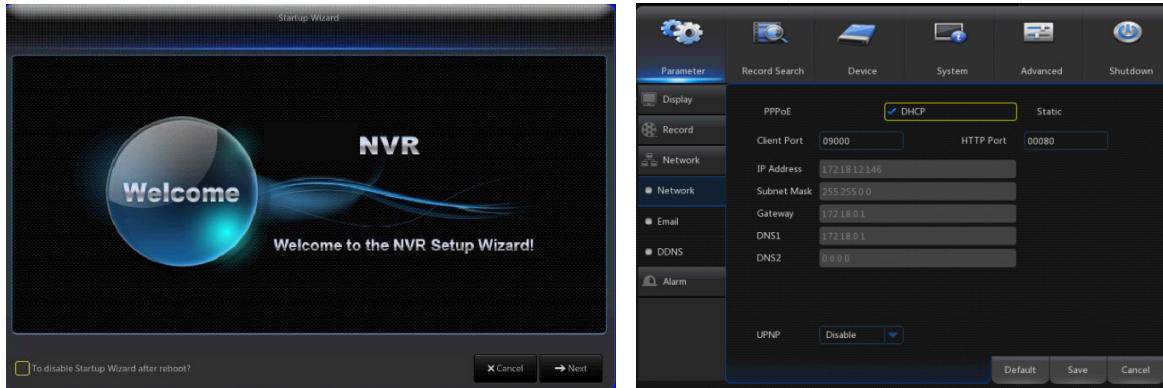 Startup Wizard
NVR
Welcome
Welcome to the NVR Setup Wizard!
To disable Startup Wizard after reboot?
Cancel
Next
Parameter Record Search Device System Advanced Shutdown
Display
Record
Network
Network
Email
DDNS
Alarm
PPPoE DHCP Static
Client Port 09000 HTTP Port 00080
IP Address 172.18.12.146
Subnet Mask 255.255.0.0
Gateway 172.18.0.1
DNS1 172.18.0.1
DNS2 0.0.0.0
UPNP Disable
Default Save Cancel